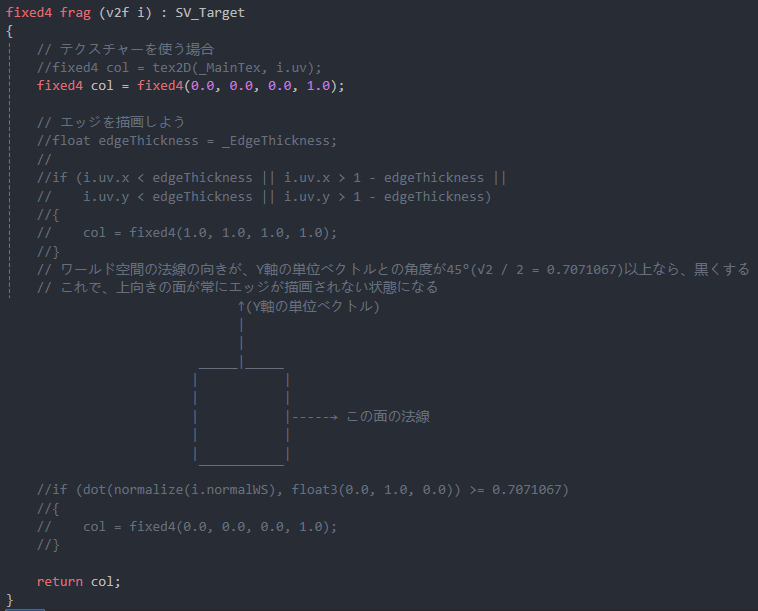 fixed4 frag (v2f i) : SV_Target
{
    // テクスチャーを使う場合
    //fixed4 col = tex2D(_MainTex, i.uv);
    fixed4 col = fixed4(0.0, 0.0, 0.0, 1.0);
    // エッジを描画しよう
    //float edgeThickness = _EdgeThickness;
    //
    //if (i.uv.x < edgeThickness || i.uv.x > 1 - edgeThickness ||
    //    i.uv.y < edgeThickness || i.uv.y > 1 - edgeThickness)
    //{
    //    col = fixed4(1.0, 1.0, 1.0, 1.0);
    //}
    // ワールド空間の法線の向きが、Y軸の単位ベクトルとの角度が45°(√2 / 2 = 0.7071067)以上なら、黒くする
    // これで、上向きの面が常にエッジが描画されない状態になる
↑(Y軸の単位ベクトル)
|
|
_____|_____
|           |
|           |
|           |-----→ この面の法線
|           |
|           |
‾‾‾‾‾‾‾‾‾‾‾
    //if (dot(normalize(i.normalWS), float3(0.0, 1.0, 0.0)) >= 0.7071067)
    //{
    //    col = fixed4(0.0, 0.0, 0.0, 1.0);
    //}
    return col;
}